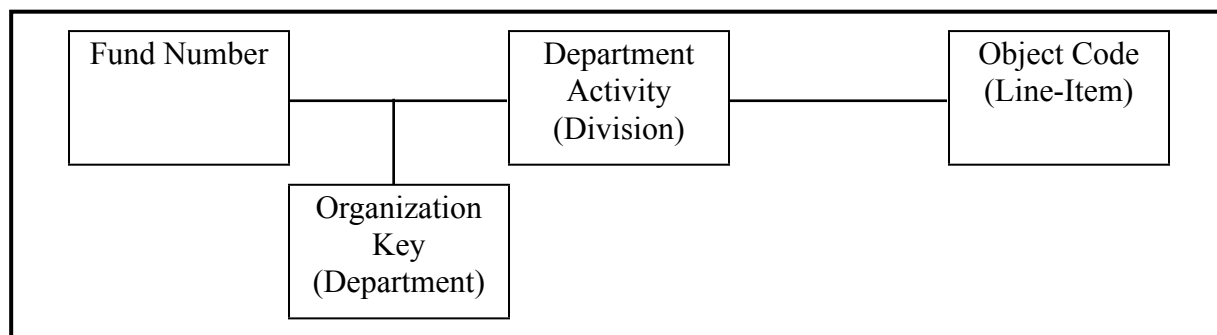 Fund Number
Department
Activity
(Division)
Object Code
(Line-Item)
Organization
Key
(Department)